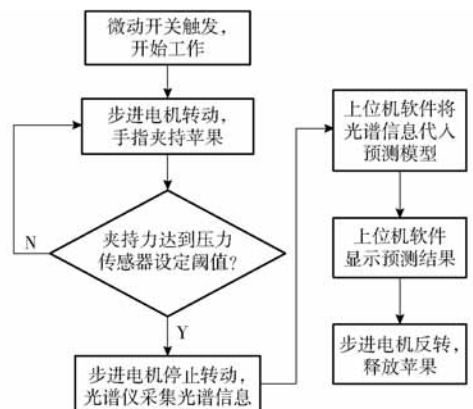 微动开关触发，
开始工作
步进电机转动，
手指夹持苹果
夹持力达到压力
传感器设定阈值?
N
Y
步进电机停止转动，
光谱仪采集光谱信息
上位机软件将
光谱信息代入
预测模型
上位机软件
显示预测结果
步进电机反转，
释放苹果